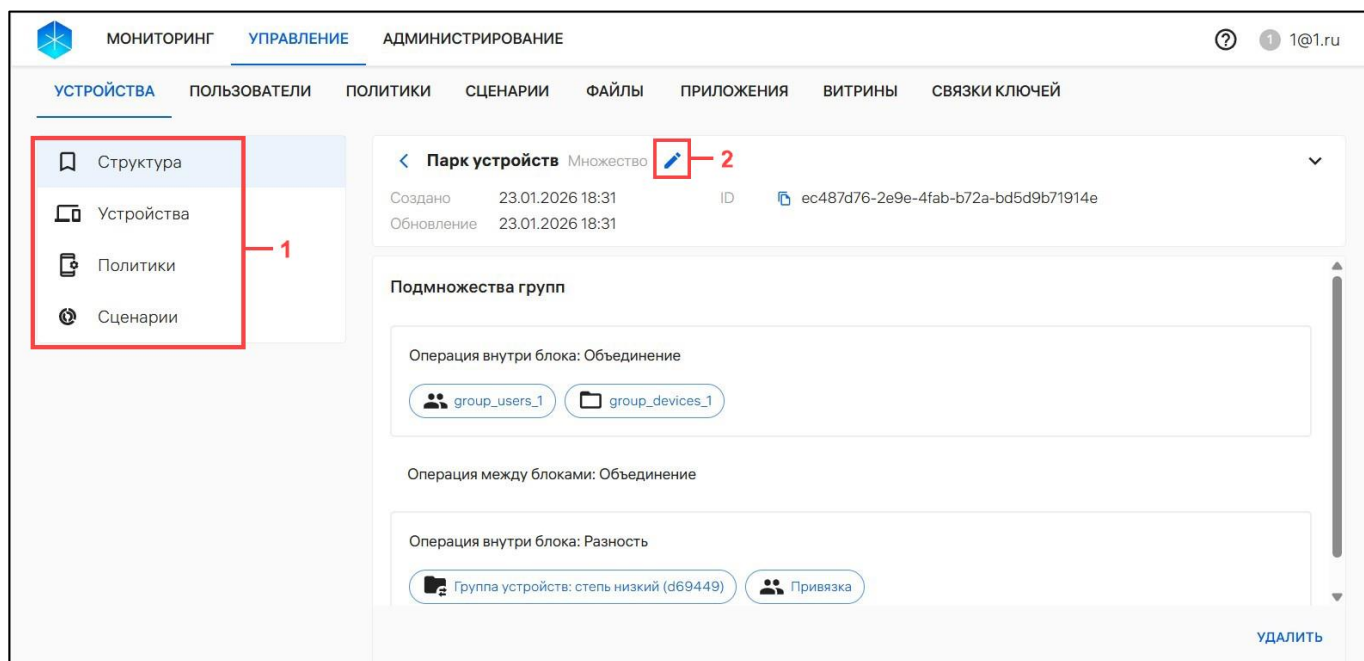 МОНИТОРИНГ УПРАВЛЕНИЕ АДМИНИСТРИРОВАНИЕ 1 1@1.ru
УСТРОЙСТВА ПОЛЬЗОВАТЕЛИ ПОЛИТИКИ СЦЕНАРИИ ФАЙЛЫ ПРИЛОЖЕНИЯ ВИТРИНЫ СВЯЗКИ КЛЮЧЕЙ
Структура
Устройства
Политики
Сценарии
1
Парк устройств Множество 2
Создано 23.01.2026 18:31 ID ec487d76-2e9e-4fab-b72a-bd5d9b71914e
Обновление 23.01.2026 18:31
Подмножества групп
Операция внутри блока: Объединение
group_users_1 group_devices_1
Операция между блоками: Объединение
Операция внутри блока: Разность
Группа устройств: степь низкий (d69449) Привязка
УДАЛИТЬ